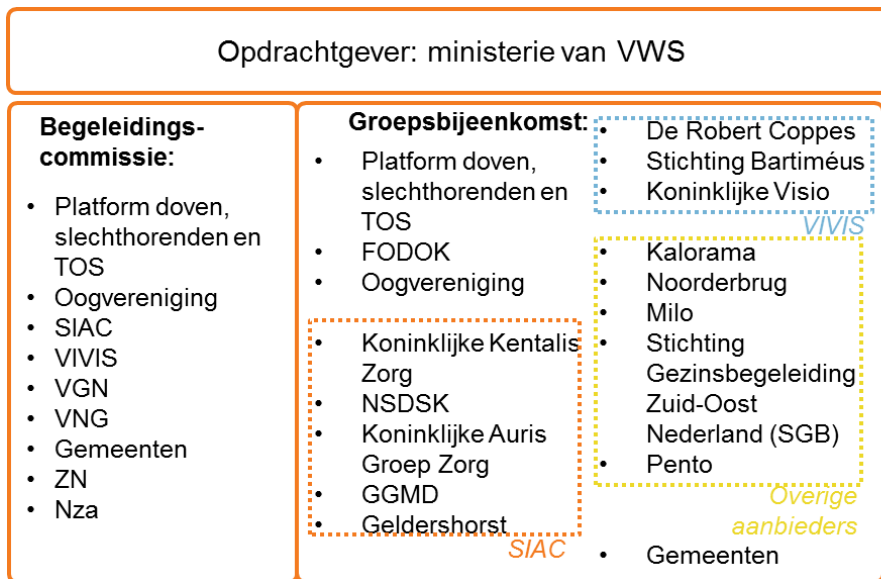 Opdrachtgever: ministerie van VWS
Begeleidings-
commissie:
• Platform doven,
slechthorenden en
TOS
• Oogvereniging
• SIAC
• VIVIS
• VGN
• VNG
• Gemeenten
• ZN
• Nza
Groepsbijeenkomst:
• Platform doven,
slechthorenden en
TOS
• FODOK
• Oogvereniging
• Koninklijke Kentalis
Zorg
• NSDSK
• Koninklijke Auris
Groep Zorg
• GGMD
• Geldershorst
SIAC
• De Robert Coppes
• Stichting Bartiméus
• Koninklijke Visio
VIVIS
• Kalorama
• Noorderbrug
• Milo
• Stichting
Gezinsbegeleiding
Zuid-Oost
Nederland (SGB)
• Pento
Overige
aanbieders
• Gemeenten